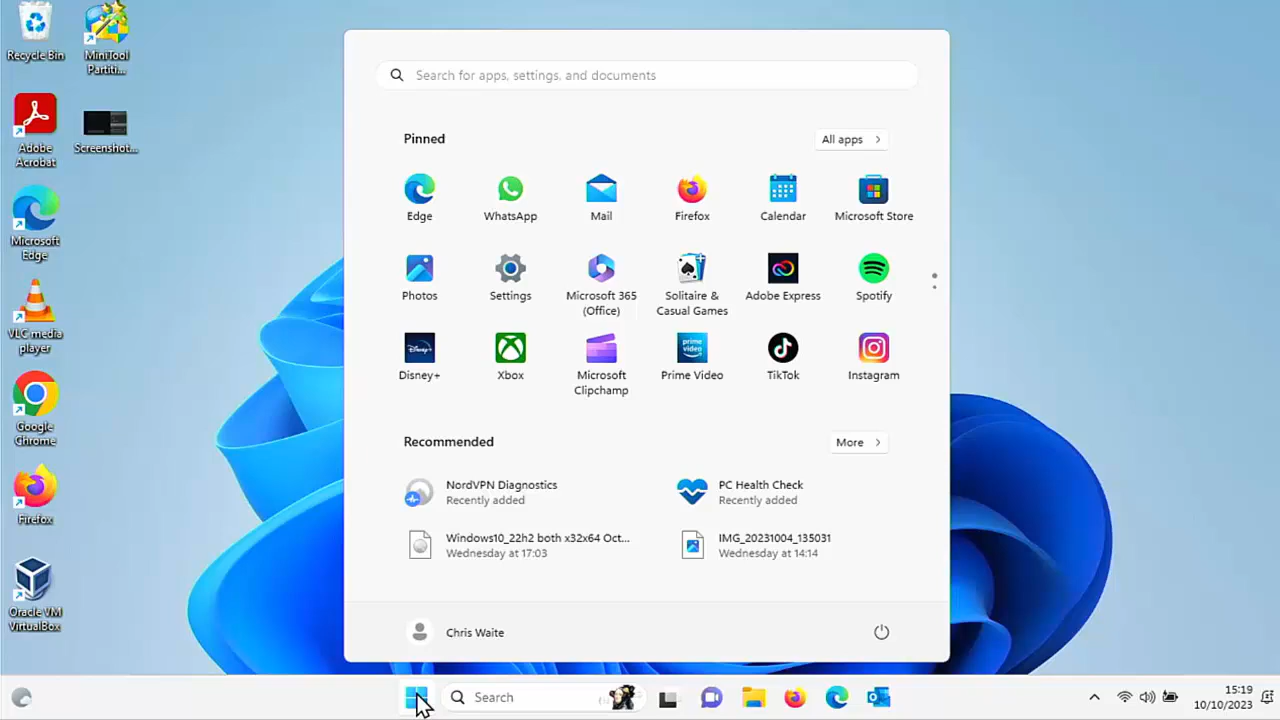 Recycle Bin
MiniTool
Partiti...
Adobe
Acrobat
Screenshot...
Microsoft
Edge
VLC media
player
Google
Chrome
Firefox
Oracle VM
VirtualBox
Search for apps, settings, and documents
Pinned
All apps
Edge
WhatsApp
Mail
Firefox
Calendar
Microsoft Store
Photos
Settings
Microsoft 365
(Office)
Solitaire &
Casual Games
Adobe Express
Spotify
Disney+
Xbox
Microsoft
Clipchamp
prime
video
Prime Video
TikTok
Instagram
Recommended
More
NordVPN Diagnostics
Recently added
PC Health Check
Recently added
Windows10_22h2 both x32x64 Oct...
Wednesday at 17:03
IMG_20231004_135031
Wednesday at 14:14
Chris Waite
Search
15:19
10/10/2023